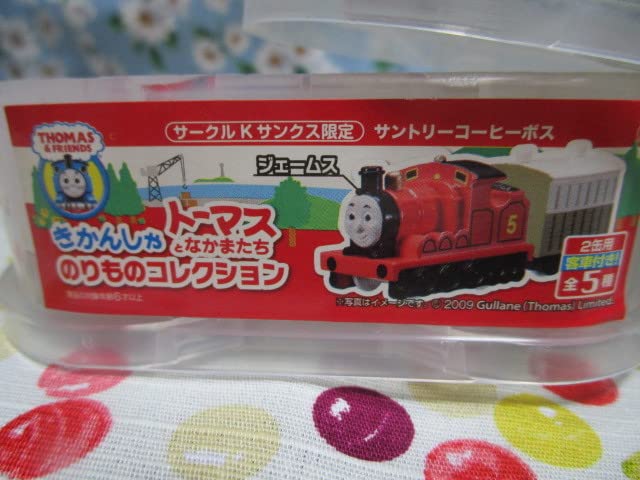 THOMAS
& FRIENDS
サークルKサンクス限定 サントリーコーヒーボス
ジェームス
きかんしゃ トーマス
となかまたち
のりものコレクション
5
2缶用
客車付き!
全5種
※写真はイメージです。© 2009 Gullane (Thomas) Limited.